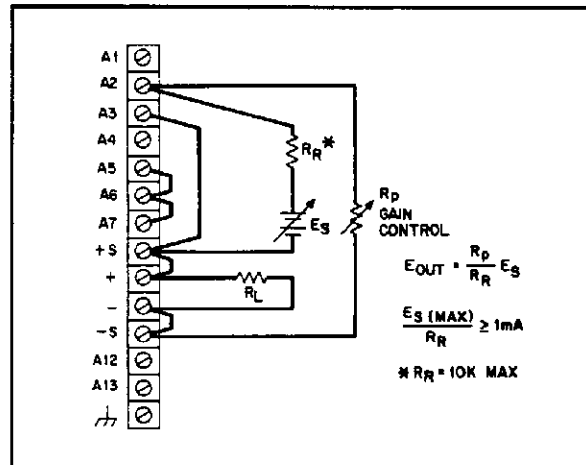 A1
A2
A3
A4
A5
A6
A7
+S
+
-
-S
A12
A13
RR*
ES
RP
GAIN
CONTROL
RL
EOUT = RP/RR ES
ES (MAX)/RR ≥ 1mA
* RR = 10K MAX